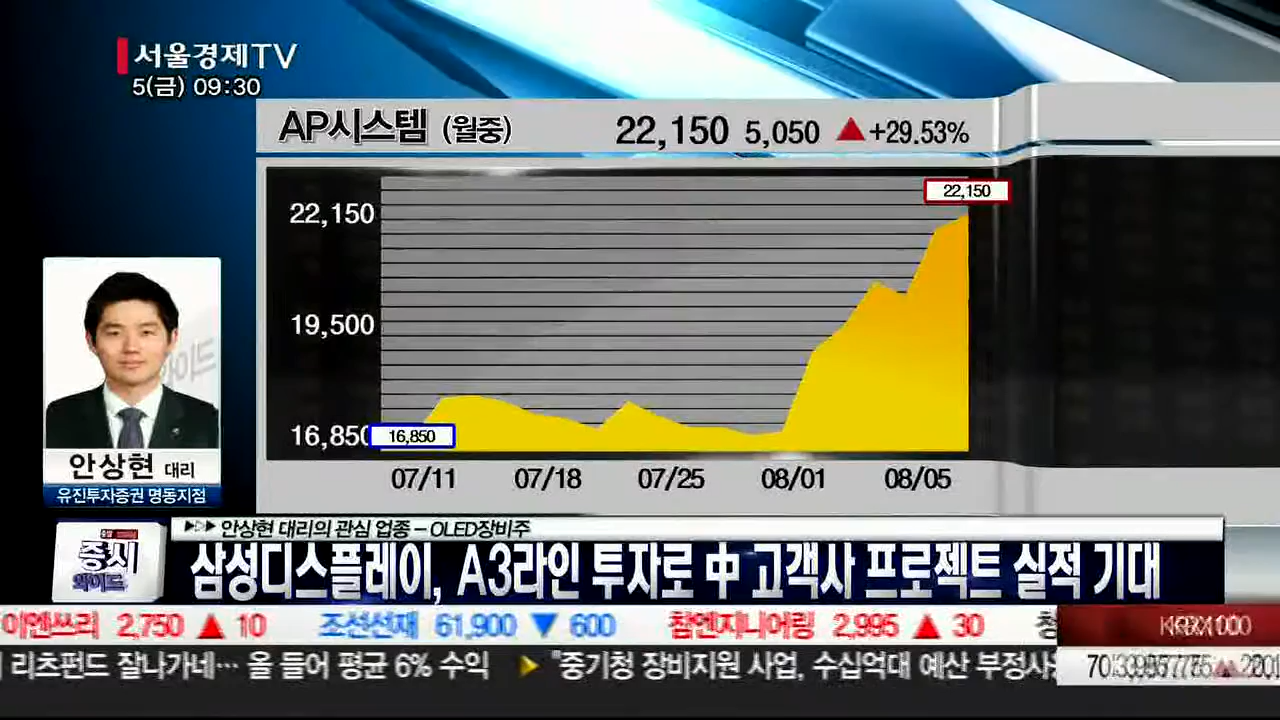 서울경제TV
5(금) 09:30
AP시스템 (월중) 22,150 5,050 ▲ +29.53%
22,150
22,150
19,500
16,850
16,850
07/11 07/18 07/25 08/01 08/05
안상현 대리
유진투자증권 명동지점
▶▷▶ 안상현 대리의 관심 업종 – OLED장비주
증시
와이드
삼성디스플레이, A3라인 투자로 中 고객사 프로젝트 실적 기대
이엔쓰리 2,750 ▲ 10 조선선재 61,900 ▼ 600 참엔지니어링 2,995 ▲ 30
리츠펀드 잘나가네… 올 들어 평균 6% 수익 ▶ "중기청 장비지원 사업, 수십억대 예산 부정사용